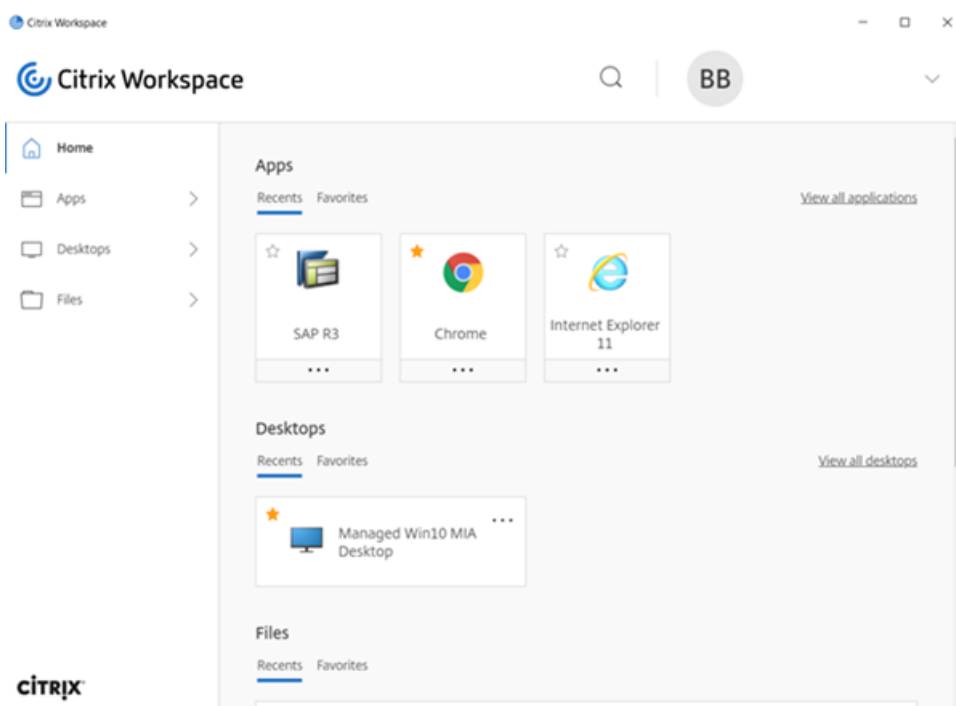 Citrix Workspace
Citrix Workspace
BB
Home
Apps
Desktops
Files
Apps
Recents Favorites
View all applications
SAP R3
Chrome
Internet Explorer
11
Desktops
Recents Favorites
View all desktops
Managed Win10 MIA
Desktop
Files
Recents Favorites
citrix